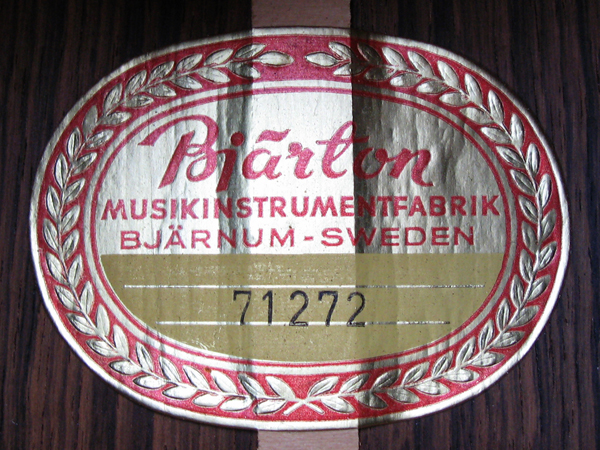 Bjärton
MUSIKINSTRUMENTFABRIK
BJÄRNUM - SWEDEN
71272